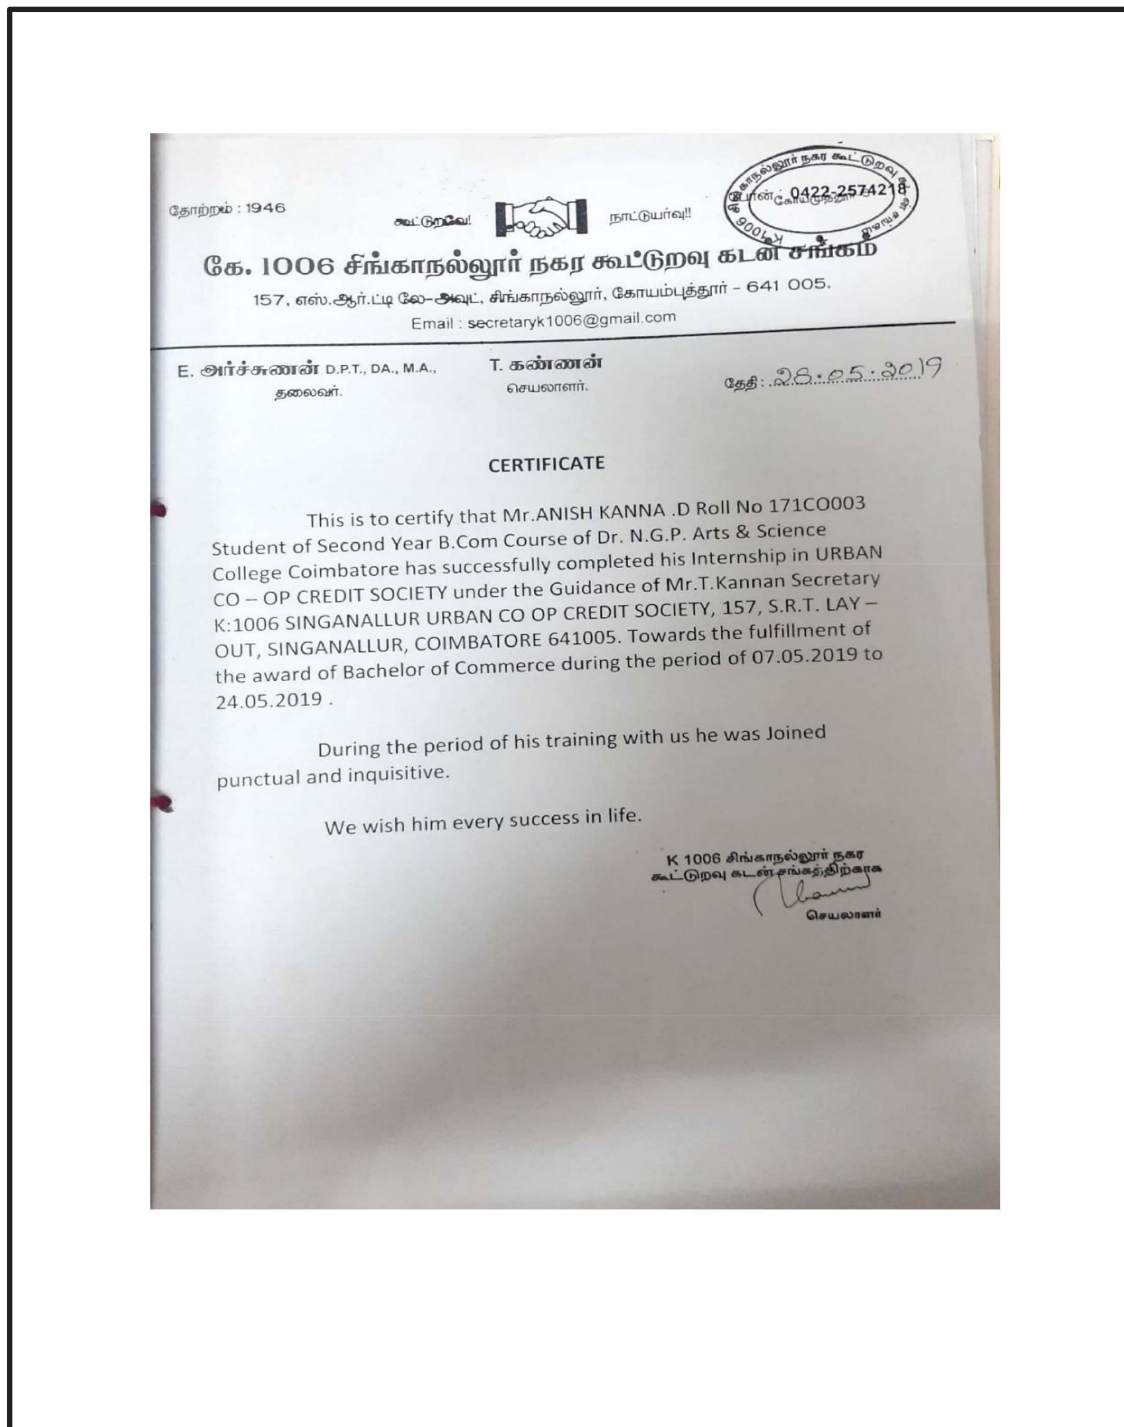 தோற்றம் : 1946
கூட்டுறவே!
நாட்டுயர்வு!!
போன் : 0422-2574218
கே. 1006 சிங்காநல்லூர் நகர கூட்டுறவு கடன் சங்கம்
157, எஸ்.ஆர்.ட்டி லே-அவுட், சிங்காநல்லூர், கோயம்புத்தூர் - 641 005.
Email : secretaryk1006@gmail.com
E. அர்ச்சுணன் D.P.T., DA., M.A.,
தலைவர்.
T. கண்ணன்
செயலாளர்.
தேதி : 28.05.2019
CERTIFICATE
This is to certify that Mr.ANISH KANNA .D Roll No 171CO003
Student of Second Year B.Com Course of Dr. N.G.P. Arts & Science
College Coimbatore has successfully completed his Internship in URBAN
CO – OP CREDIT SOCIETY under the Guidance of Mr.T.Kannan Secretary
K:1006 SINGANALLUR URBAN CO OP CREDIT SOCIETY, 157, S.R.T. LAY –
OUT, SINGANALLUR, COIMBATORE 641005. Towards the fulfillment of
the award of Bachelor of Commerce during the period of 07.05.2019 to
24.05.2019 .
During the period of his training with us he was Joined
punctual and inquisitive.
We wish him every success in life.
K 1006 சிங்காநல்லூர் நகர
கூட்டுறவு கடன் சங்கத்திற்காக
செயலாளர்